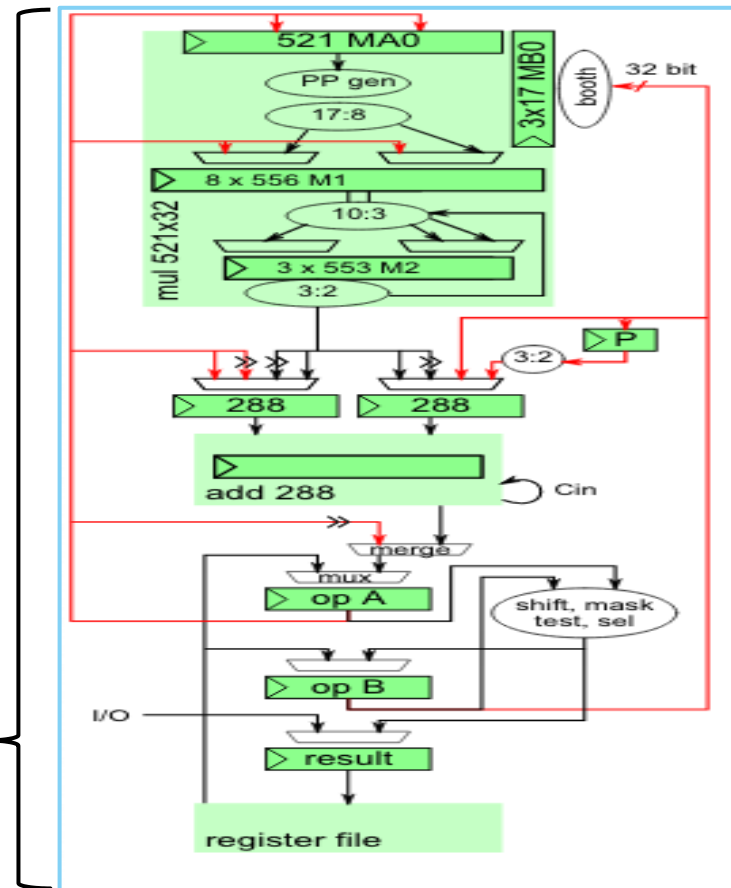 521 MA0
3x17 MB0
booth
32 bit
PP gen
17:8
8 x 556 M1
10:3
mul 521x32
3 x 553 M2
3:2
P
3:2
288
288
add 288
Cin
merge
mux
op A
shift, mask
test, sel
op B
I/O
result
register file